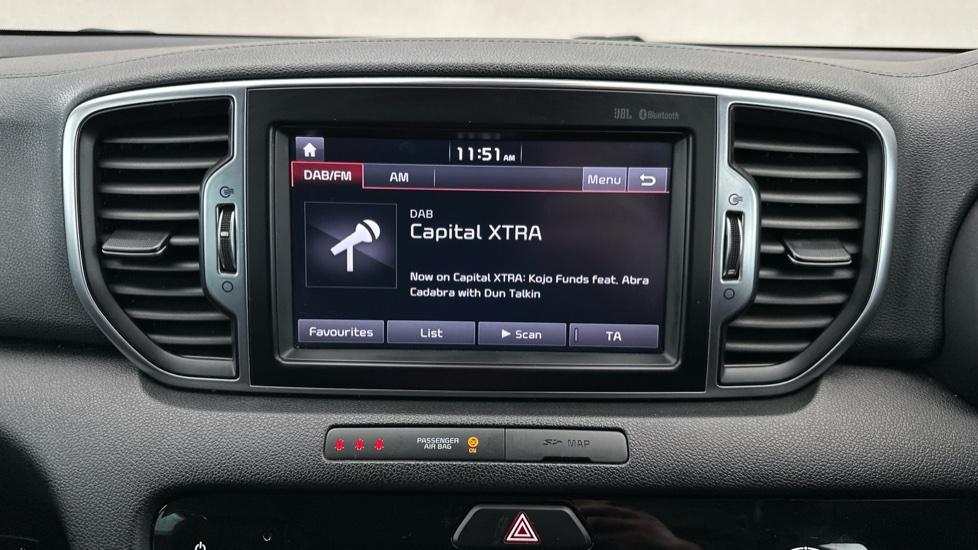 JBL Bluetooth
11:51 AM
DAB/FM AM Menu
DAB
Capital XTRA
Now on Capital XTRA: Kojo Funds feat. Abra
Cadabra with Dun Talkin
Favourites List Scan TA
PASSENGER
AIR BAG
ON
SD MAP